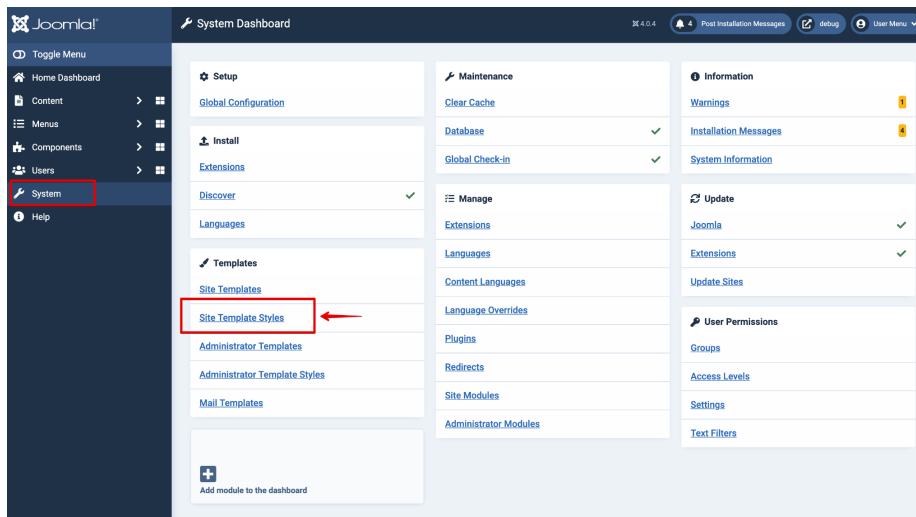 Joomla!
System Dashboard
4.0.4
4 Post Installation Messages
debug
User Menu
Toggle Menu
Home Dashboard
Content
Menus
Components
Users
System
Help
Setup
Global Configuration
Install
Extensions
Discover
Languages
Templates
Site Templates
Site Template Styles
Administrator Templates
Administrator Template Styles
Mail Templates
Add module to the dashboard
Maintenance
Clear Cache
Database
Global Check-in
Manage
Extensions
Languages
Content Languages
Language Overrides
Plugins
Redirects
Site Modules
Administrator Modules
Information
Warnings 1
Installation Messages 4
System Information
Update
Joomla
Extensions
Update Sites
User Permissions
Groups
Access Levels
Settings
Text Filters